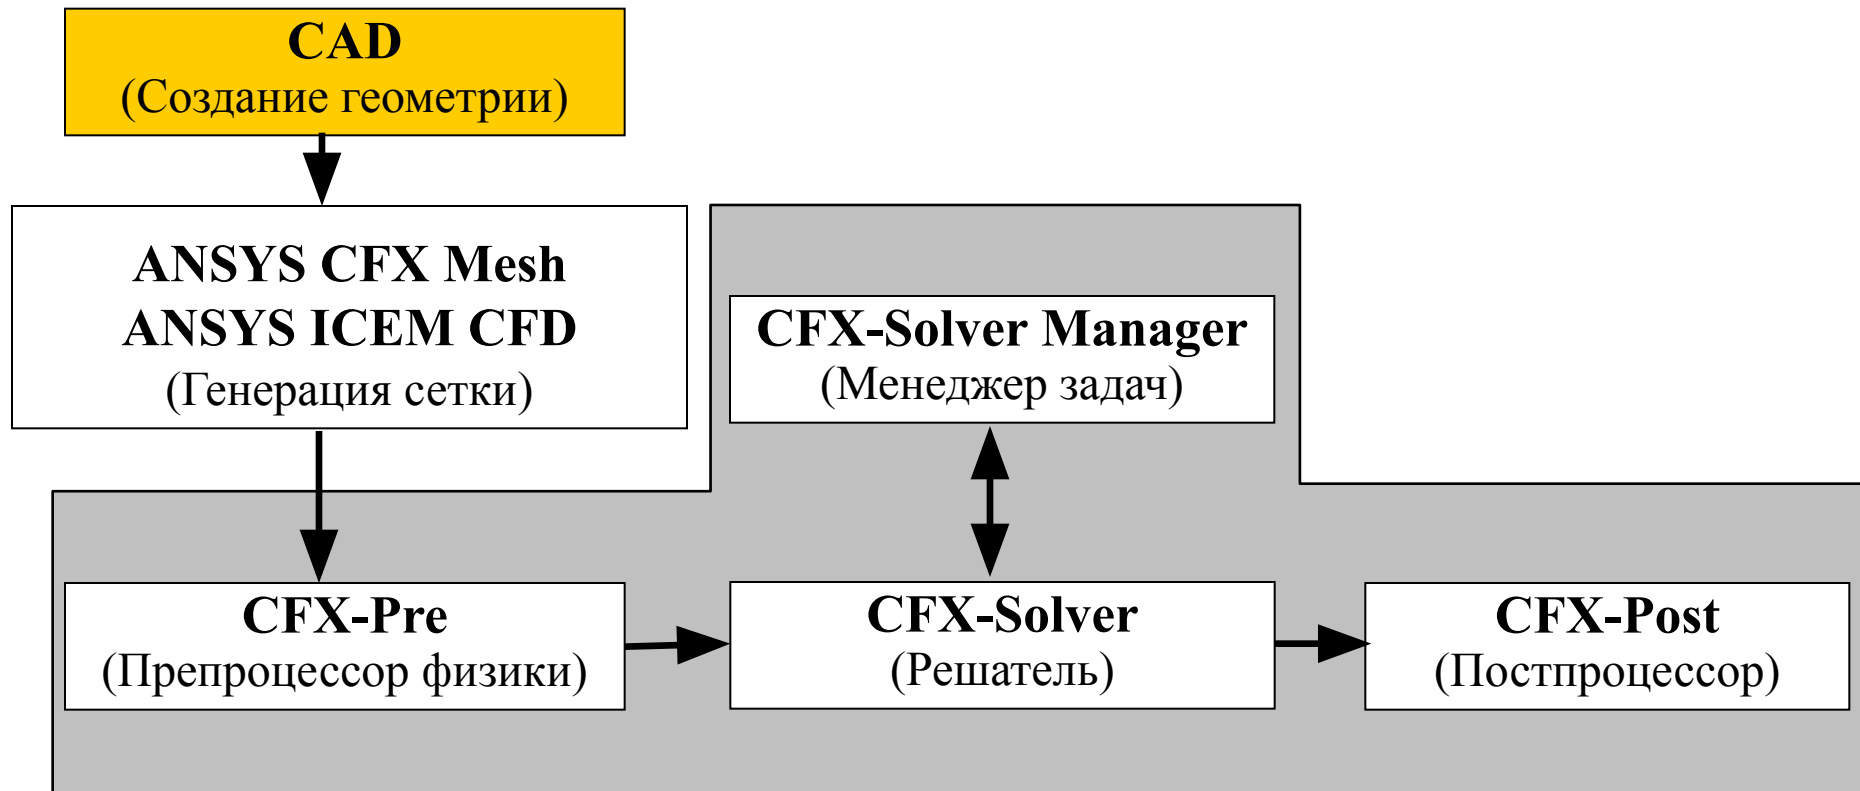 CAD
(Создание геометрии)
ANSYS CFX Mesh
ANSYS ICEM CFD
(Генерация сетки)
CFX-Solver Manager
(Менеджер задач)
CFX-Pre
(Препроцессор физики)
CFX-Solver
(Решатель)
CFX-Post
(Постпроцессор)